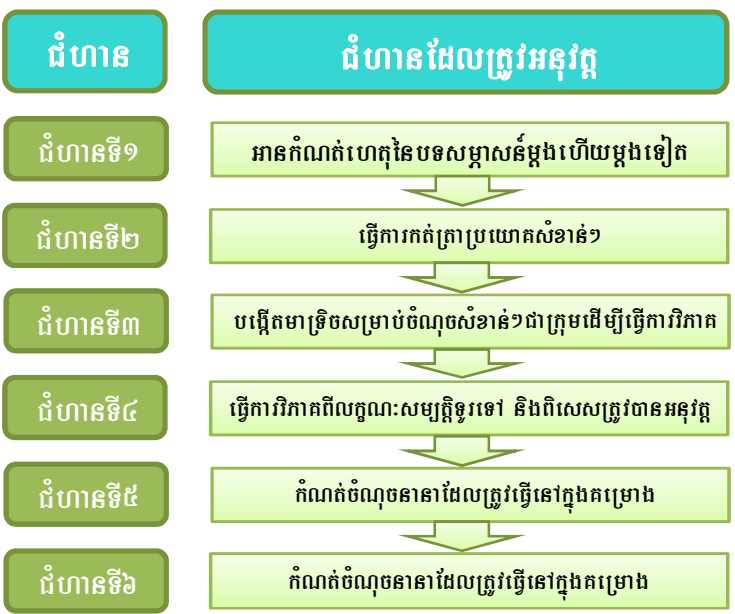 ជំហាន
ជំហានដែលត្រូវអនុវត្ត
ជំហានទី១
អានកំណត់ហេតុនៃបទសម្ភាសន៍ម្តងហើយម្តងទៀត
ជំហានទី២
ធ្វើការកត់ត្រាប្រយោគសំខាន់ៗ
ជំហានទី៣
បង្កើតមាទ្រិចសម្រាប់ចំណុចសំខាន់ៗជាក្រុមដើម្បីធ្វើការវិភាគ
ជំហានទី៤
ធ្វើការវិភាគពីលក្ខណៈសម្បត្តិទូរទៅ និងពិសេសត្រូវបានអនុវត្ត
ជំហានទី៥
កំណត់ចំណុចនានាដែលត្រូវធ្វើនៅក្នុងគម្រោង
ជំហានទី៦
កំណត់ចំណុចនានាដែលត្រូវធ្វើនៅក្នុងគម្រោង